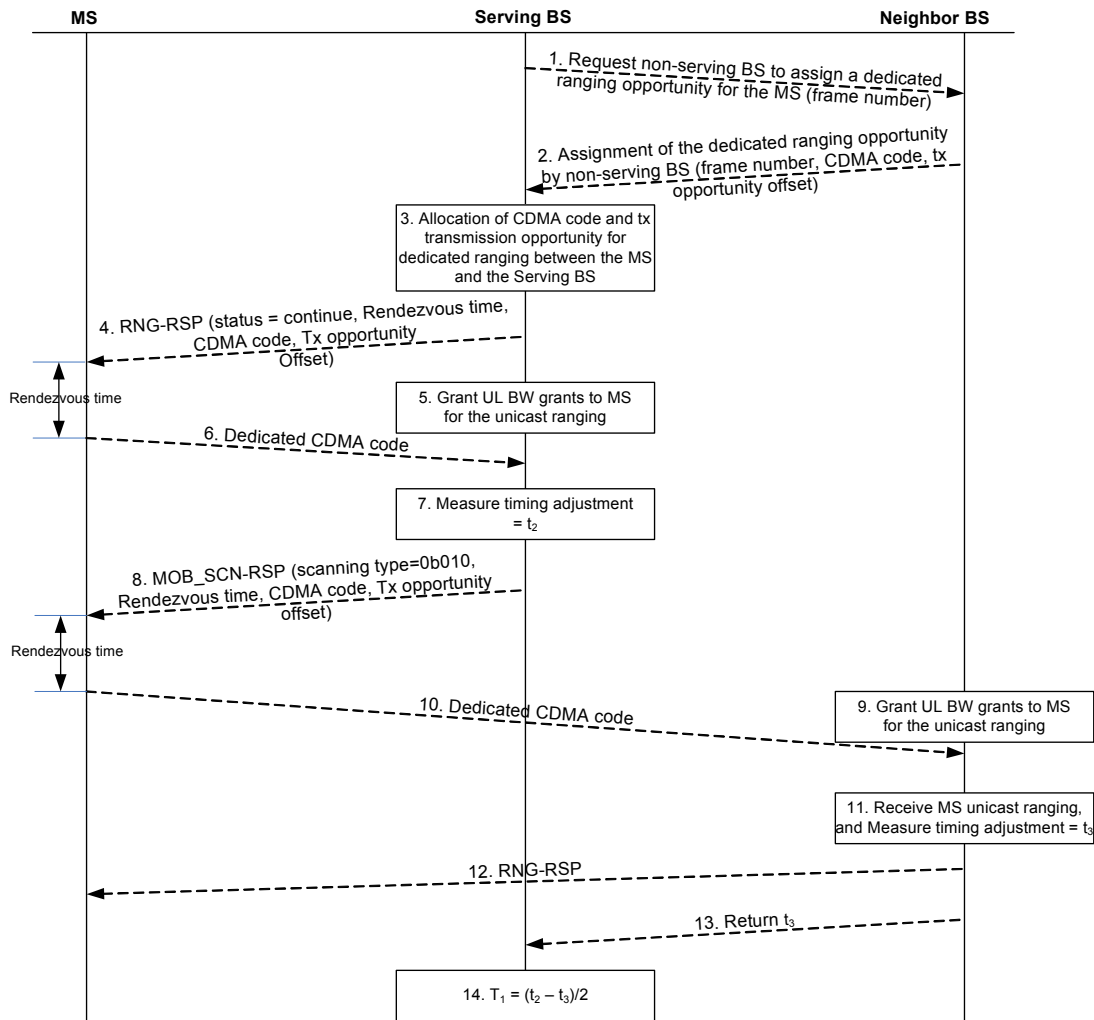 MS
Serving BS
Neighbor BS
1. Request non-serving BS to assign a dedicated
ranging opportunity for the MS (frame number)
2. Assignment of the dedicated ranging opportunity
by non-serving BS (frame number, CDMA code, tx
opportunity offset)
3. Allocation of CDMA code and tx
transmission opportunity for
dedicated ranging between the MS
and the Serving BS
4. RNG-RSP (status = continue, Rendezvous time,
CDMA code, Tx opportunity
Offset)
Rendezvous time
5. Grant UL BW grants to MS
for the unicast ranging
6. Dedicated CDMA code
7. Measure timing adjustment
= t2
8. MOB_SCN-RSP (scanning type=0b010,
Rendezvous time, CDMA code, Tx opportunity
offset)
Rendezvous time
9. Grant UL BW grants to MS
for the unicast ranging
10. Dedicated CDMA code
11. Receive MS unicast ranging,
and Measure timing adjustment = t3
12. RNG-RSP
13. Return t3
14. T1 = (t2 – t3)/2